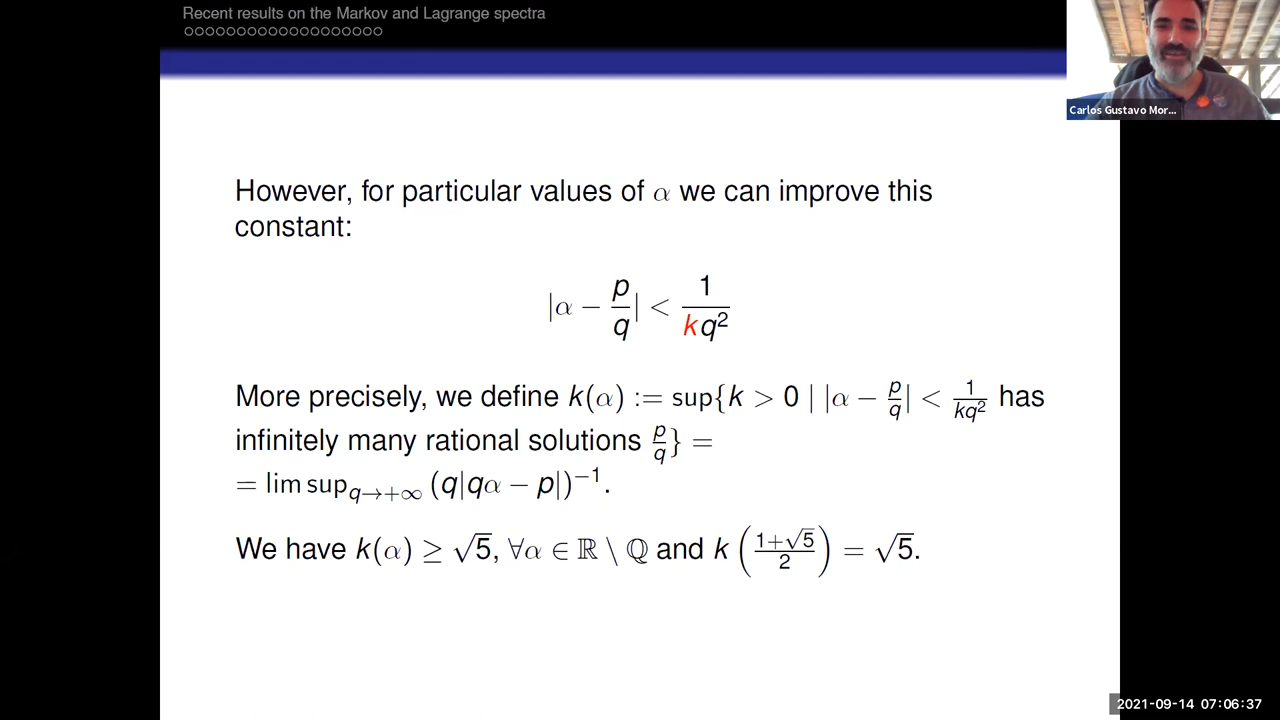 Recent results on the Markov and Lagrange spectra
Carlos Gustavo Mor...
However, for particular values of α we can improve this
constant:
|α − p/q| < 1/kq²
More precisely, we define k(α) := sup{k > 0 | |α − p/q| < 1/kq² has
infinitely many rational solutions p/q} =
= lim sup_{q→+∞} (q|qα − p|)⁻¹.
We have k(α) ≥ √5, ∀α ∈ ℝ \ ℚ and k((1+√5)/2) = √5.
2021-09-14 07:06:37